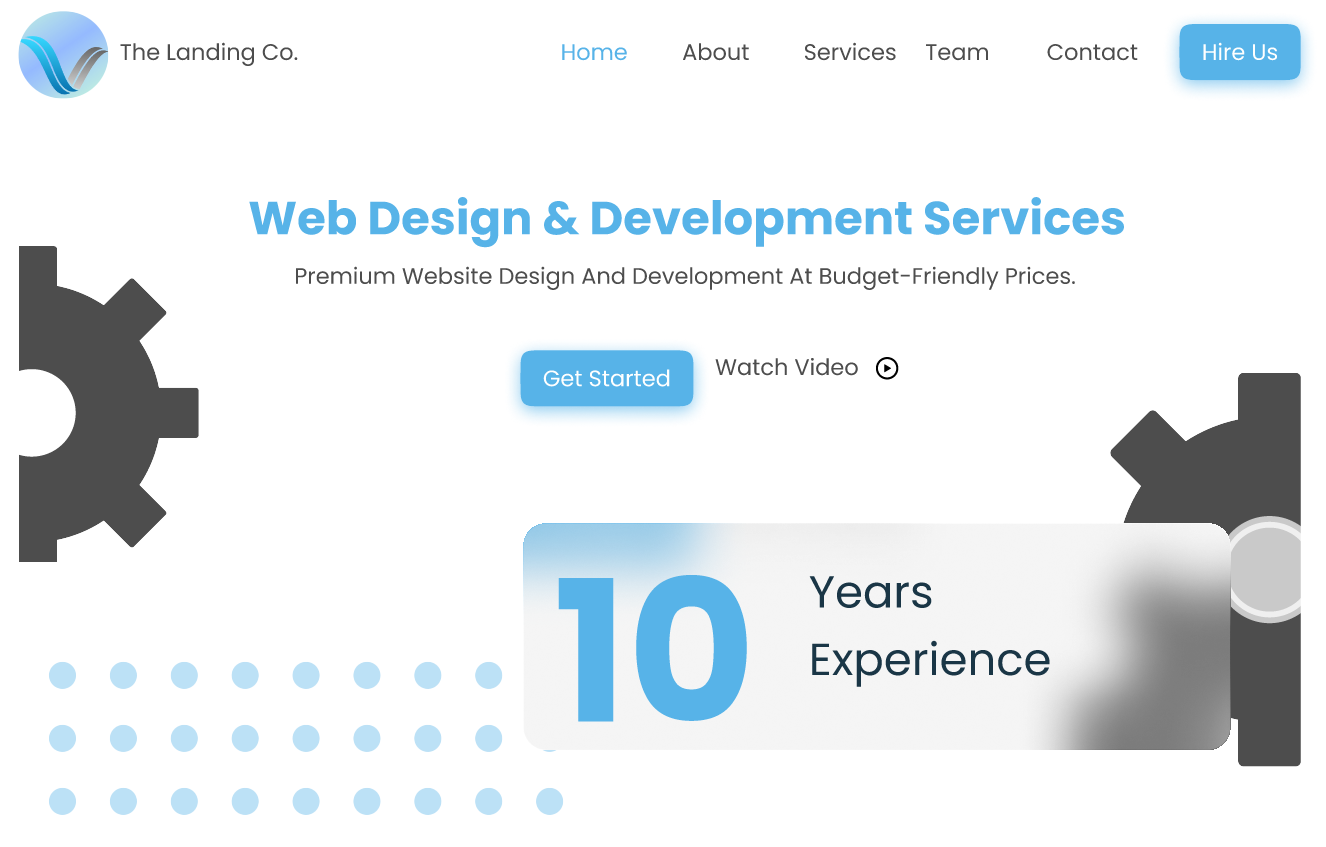 The Landing Co.
Home About Services Team Contact Hire Us
Web Design & Development Services
Premium Website Design And Development At Budget-Friendly Prices.
Get Started Watch Video
10
Years
Experience